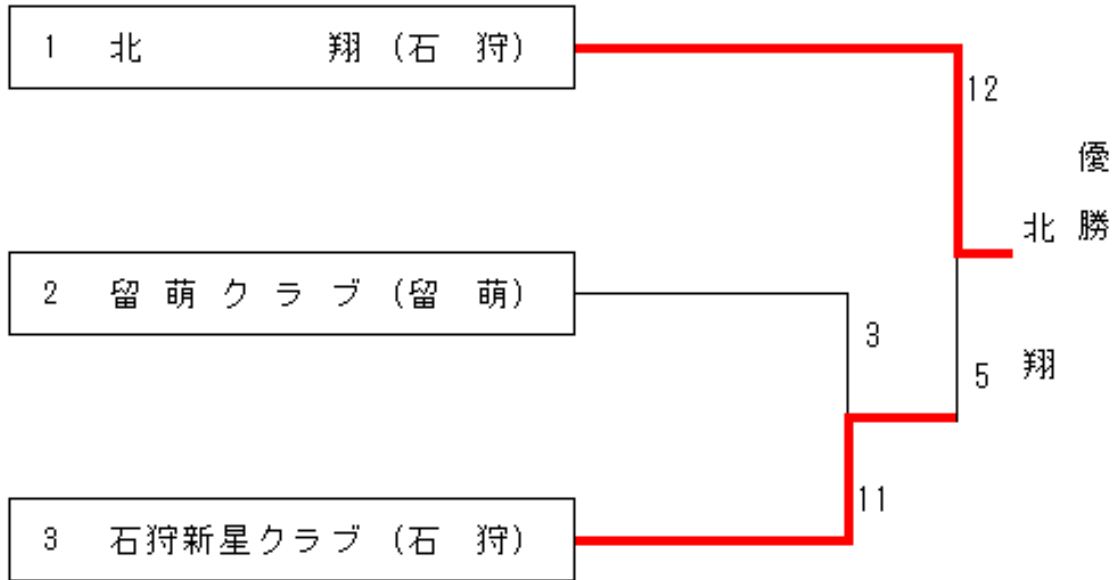 1 北 翔 (石 狩)
12
優勝
北翔
2 留萌クラブ (留 萌)
3
5
11
3 石狩新星クラブ (石 狩)